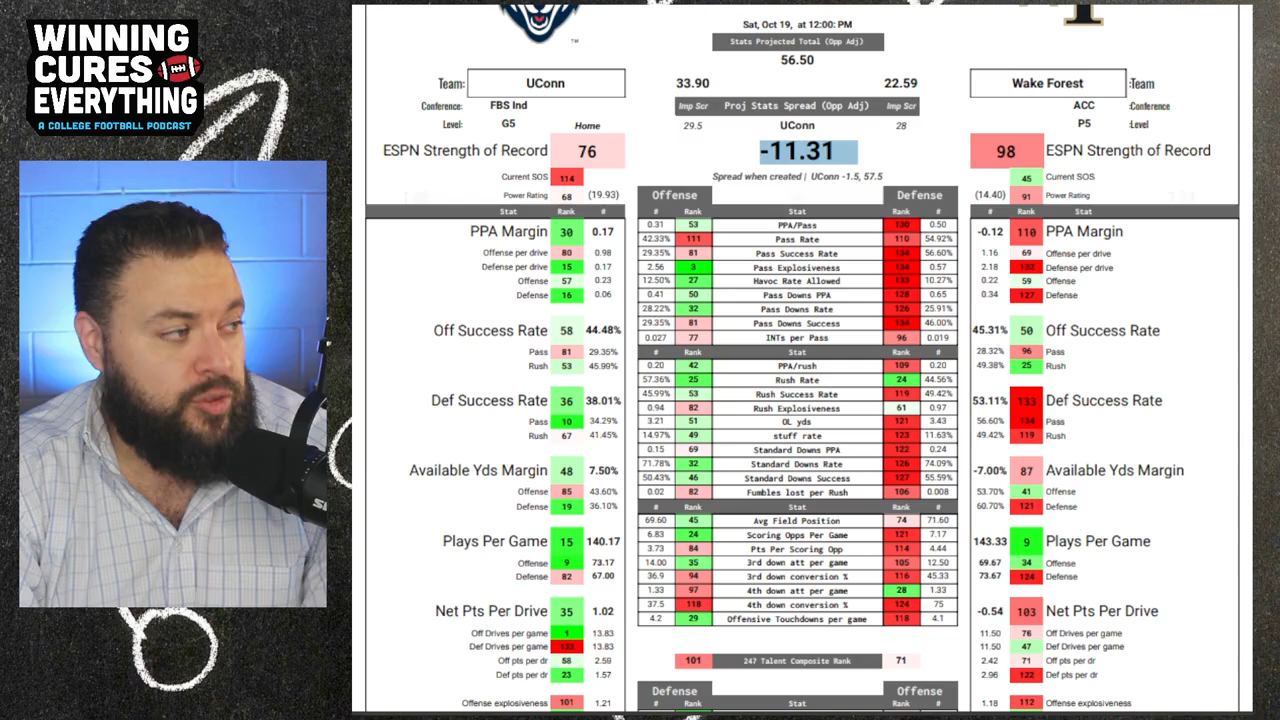 WINNING
CURES
EVERYTHING
A COLLEGE FOOTBALL PODCAST
TM
Sat, Oct 19, at 12:00: PM
Stats Projected Total (Opp Adj)
56.50
Team: UConn 33.90 22.59 Wake Forest :Team
Conference: FBS Ind Imp Scr Proj Stats Spread (Opp Adj) Imp Scr ACC :Conference
Level: G5 Home 29.5 UConn 28 P5 :Level
ESPN Strength of Record 76 -11.31 98 ESPN Strength of Record
Current SOS 114 Spread when created | UConn -1.5, 57.5 45 Current SOS
Power Rating 68 (19.93) Offense Defense (14.40) 91 Power Rating
Stat Rank # # Rank Stat Rank # # Rank Stat
PPA Margin 30 0.17 0.31 53 PPA/Pass 130 0.50 -0.12 110 PPA Margin
42.33% 111 Pass Rate 110 54.92%
Offense per drive 80 0.98 29.35% 81 Pass Success Rate 134 56.60% 1.16 69 Offense per drive
Defense per drive 15 0.17 2.56 3 Pass Explosiveness 134 0.57 2.18 132 Defense per drive
Offense 57 0.23 12.50% 27 Havoc Rate Allowed 133 10.27% 0.22 59 Offense
Defense 16 0.06 0.41 50 Pass Downs PPA 128 0.65 0.34 127 Defense
28.22% 32 Pass Downs Rate 126 25.91%
Off Success Rate 58 44.48% 29.35% 81 Pass Downs Success 134 46.00% 45.31% 50 Off Success Rate
0.027 77 INTs per Pass 96 0.019
Pass 81 29.35% # Rank Stat Rank # 28.32% 96 Pass
Rush 53 45.99% 0.20 42 PPA/rush 109 0.20 49.38% 25 Rush
57.36% 25 Rush Rate 24 44.56%
45.99% 53 Rush Success Rate 119 49.42%
Def Success Rate 36 38.01% 0.94 82 Rush Explosiveness 61 0.97 53.11% 133 Def Success Rate
Pass 10 34.29% 3.21 51 OL yds 121 3.43 56.60% 134 Pass
Rush 67 41.45% 14.97% 49 stuff rate 123 11.63% 49.42% 119 Rush
0.15 69 Standard Downs PPA 122 0.24
Available Yds Margin 48 7.50% 71.78% 32 Standard Downs Rate 126 74.09% -7.00% 87 Available Yds Margin
50.43% 46 Standard Downs Success 127 55.59%
Offense 85 43.60% 0.02 82 Fumbles lost per Rush 106 0.008 53.70% 41 Offense
Defense 19 36.10% # Rank Stat Rank # 60.70% 121 Defense
69.60 45 Avg Field Position 74 71.60
6.83 24 Scoring Opps Per Game 121 7.17
Plays Per Game 15 140.17 3.73 84 Pts Per Scoring Opp 114 4.44 143.33 9 Plays Per Game
Offense 9 73.17 14.00 35 3rd down att per game 105 12.50 69.67 34 Offense
Defense 82 67.00 36.9 94 3rd down conversion % 116 45.33 73.67 124 Defense
1.33 97 4th down att per game 28 1.33
Net Pts Per Drive 35 1.02 37.5 118 4th down conversion % 124 75 -0.54 103 Net Pts Per Drive
4.2 29 Offensive Touchdowns per game 118 4.1
Off Drives per game 1 13.83 11.50 76 Off Drives per game
Def Drives per game 133 13.83 11.50 47 Def Drives per game
Off pts per dr 58 2.59 101 247 Talent Composite Rank 71 2.42 71 Off pts per dr
Def pts per dr 23 1.57 2.96 122 Def pts per dr
Defense Offense
Offense explosiveness 101 1.21 # Rank Stat Rank # 1.18 112 Offense explosiveness